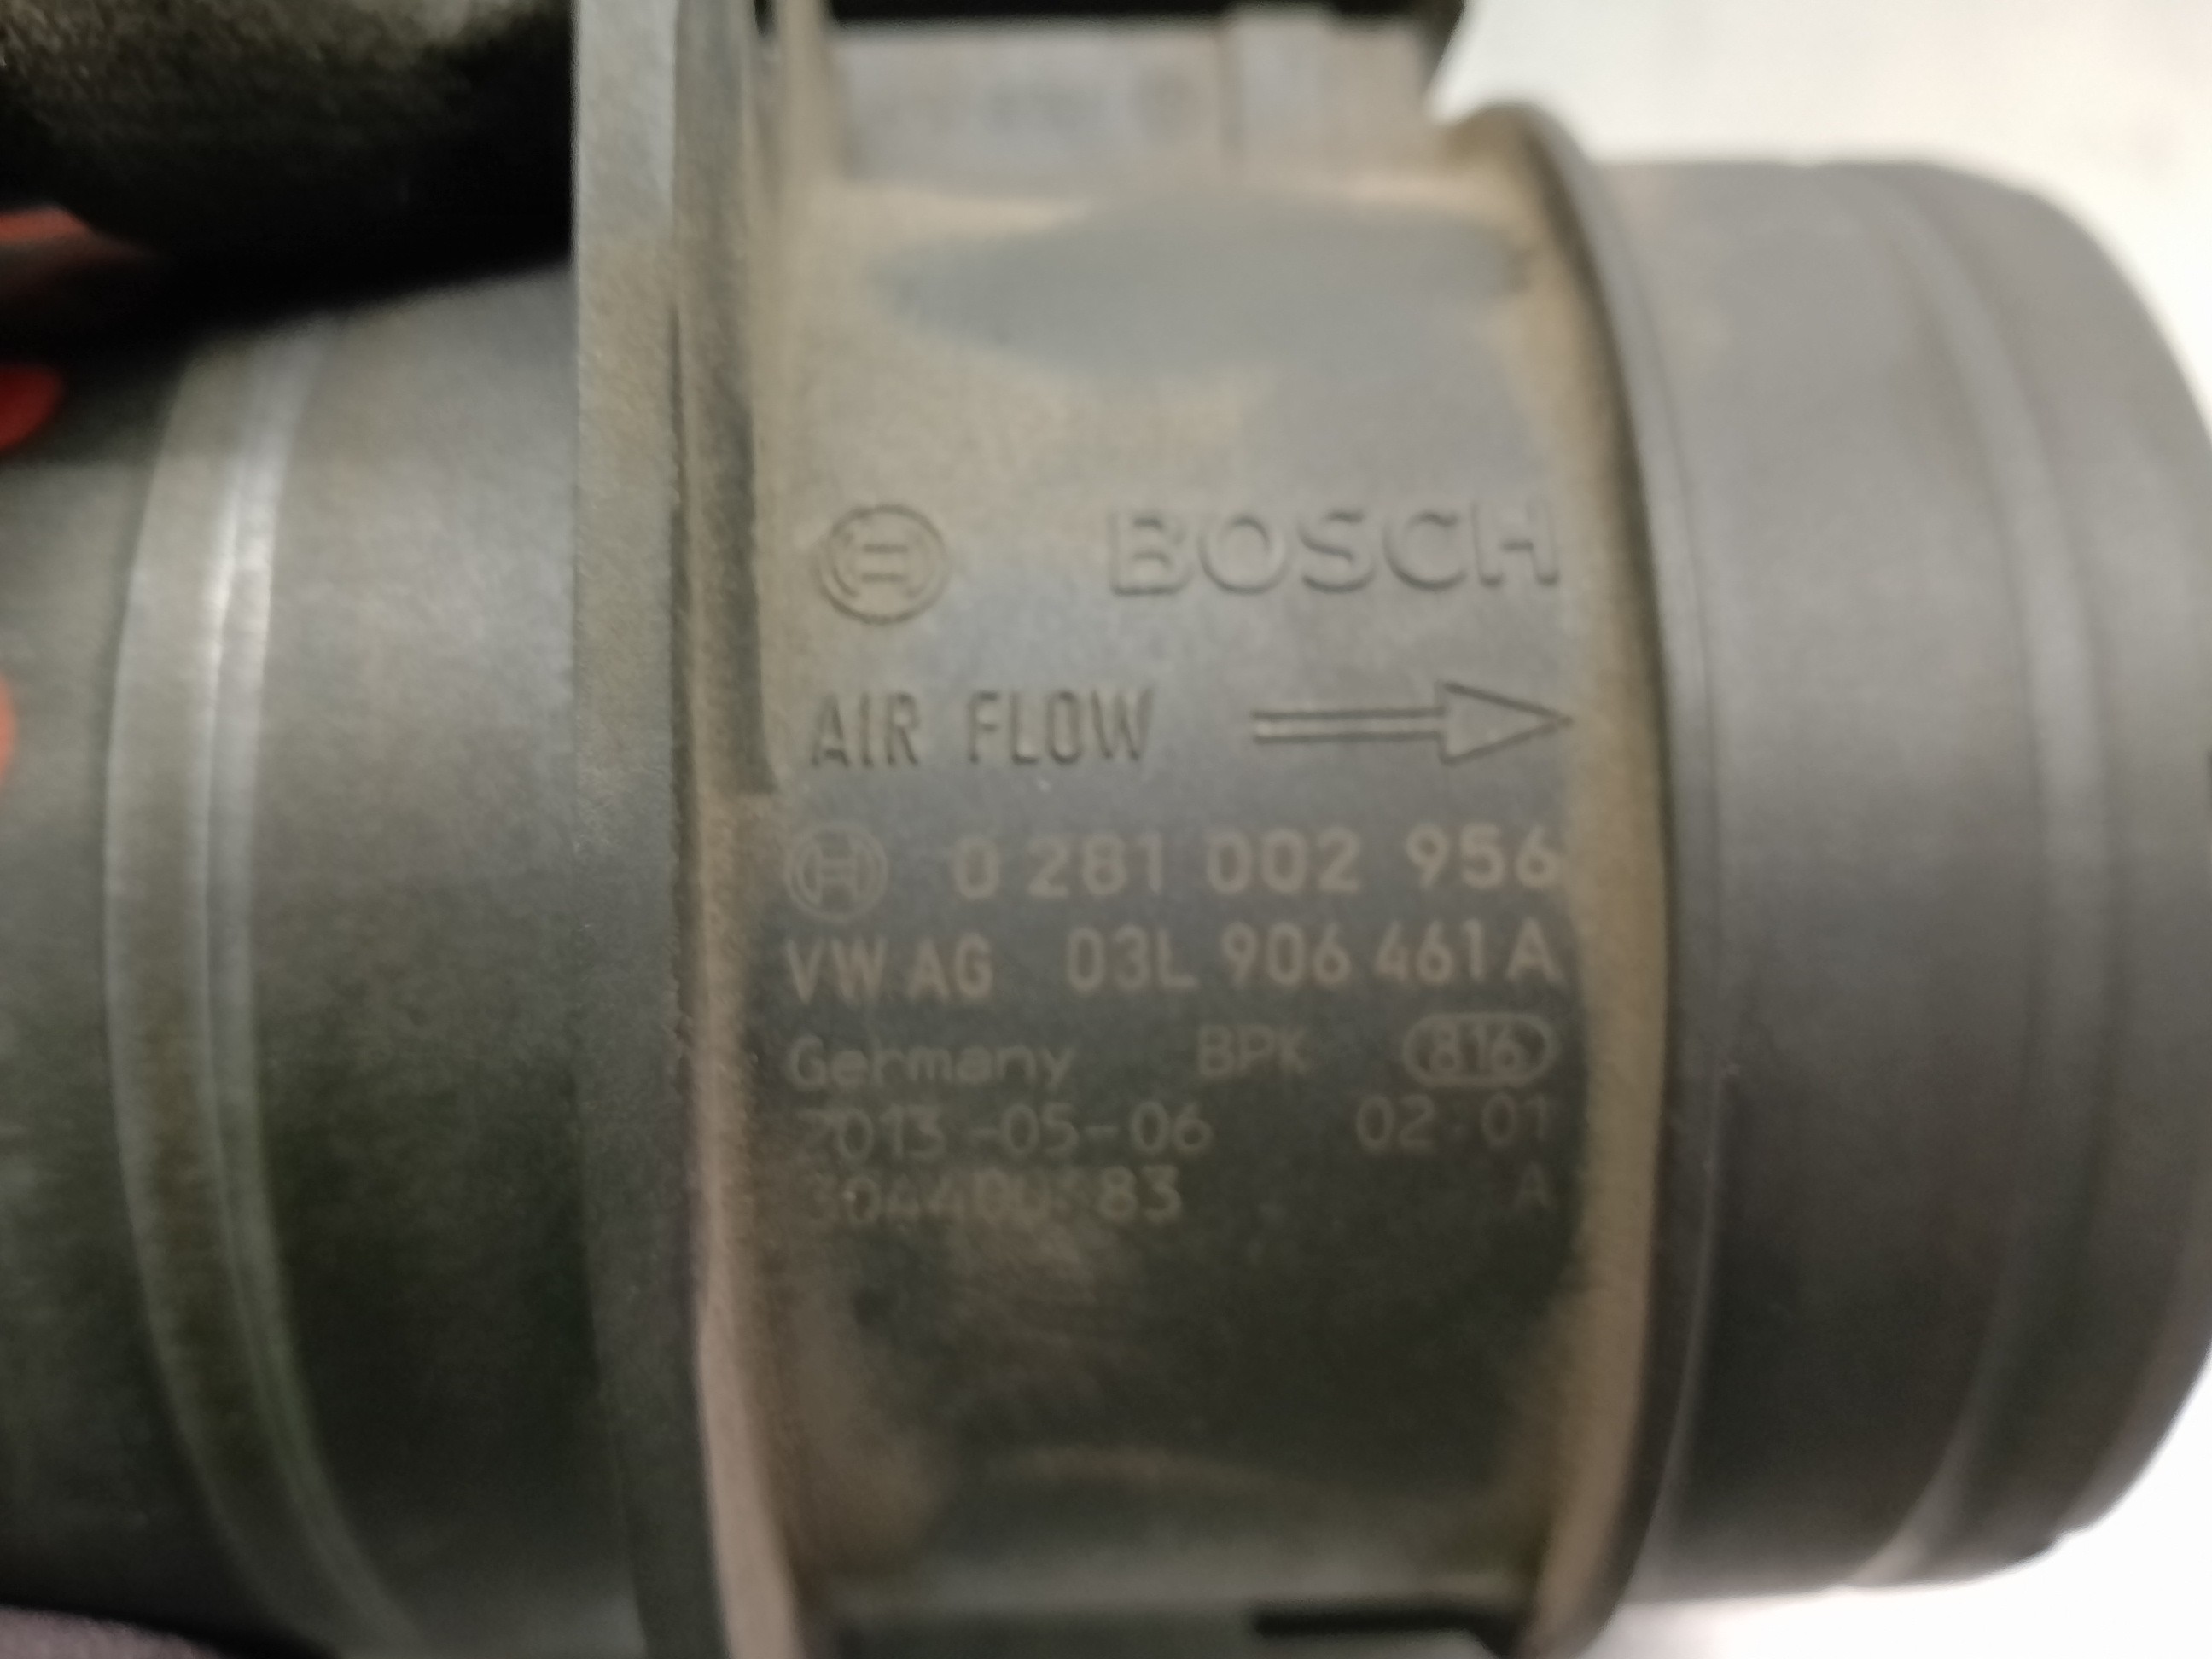 BOSCH
AIR FLOW
0 281 002 956
VW AG 03L 906 461 A
Germany BPK 816
2013-05-06 02-01
A